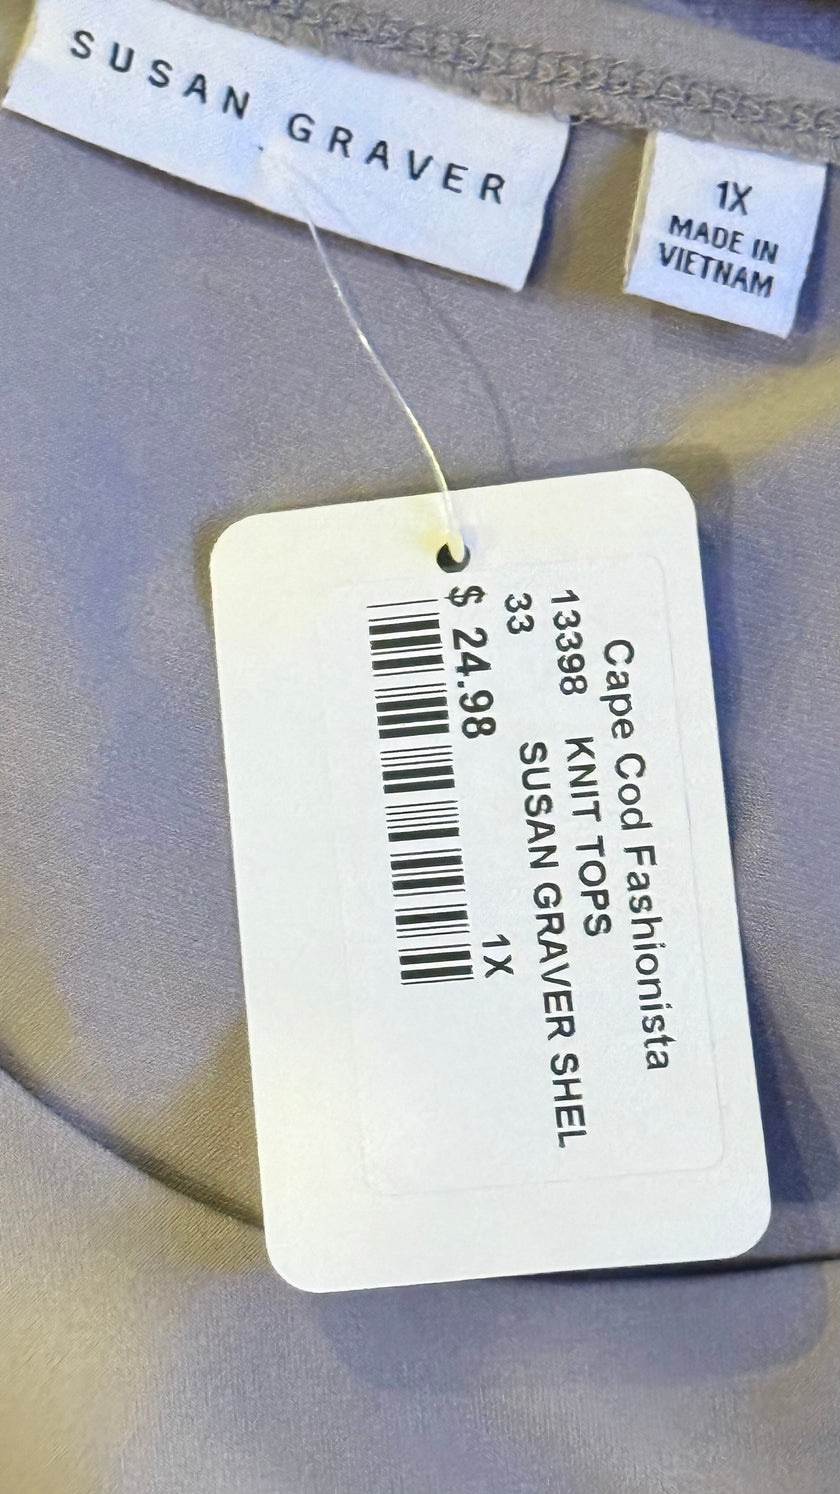 SUSAN GRAVER
1X
MADE IN
VIETNAM
Cape Cod Fashionista
13398 KNIT TOPS
33 SUSAN GRAVER SHEL
$ 24.98 1X